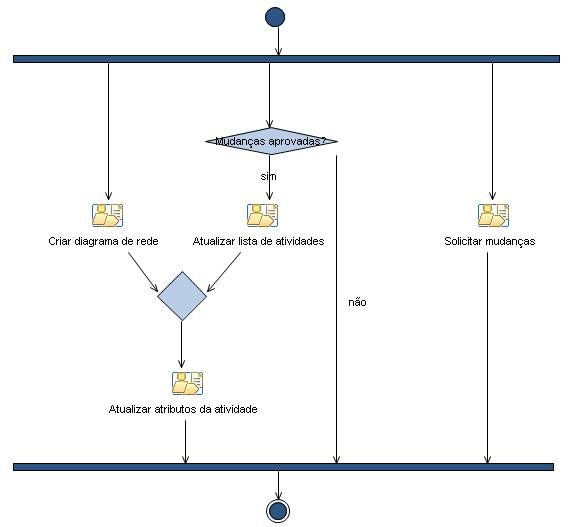 Mudanças aprovadas?
sim
Criar diagrama de rede
Atualizar lista de atividades
Solicitar mudanças
não
Atualizar atributos da atividade